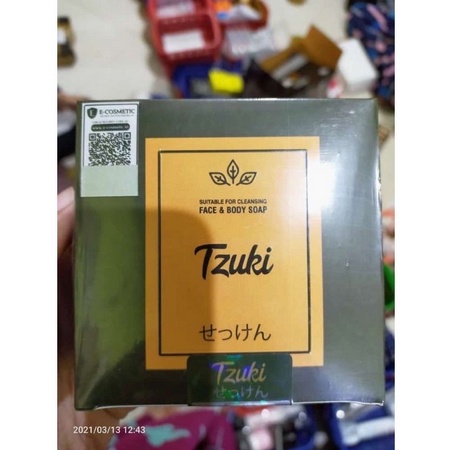 E-COSMETIC
SUITABLE FOR CLEANSING
FACE & BODY SOAP
Tzuki
せっけん
Tzuki
せっけん
2021/03/13 12:43